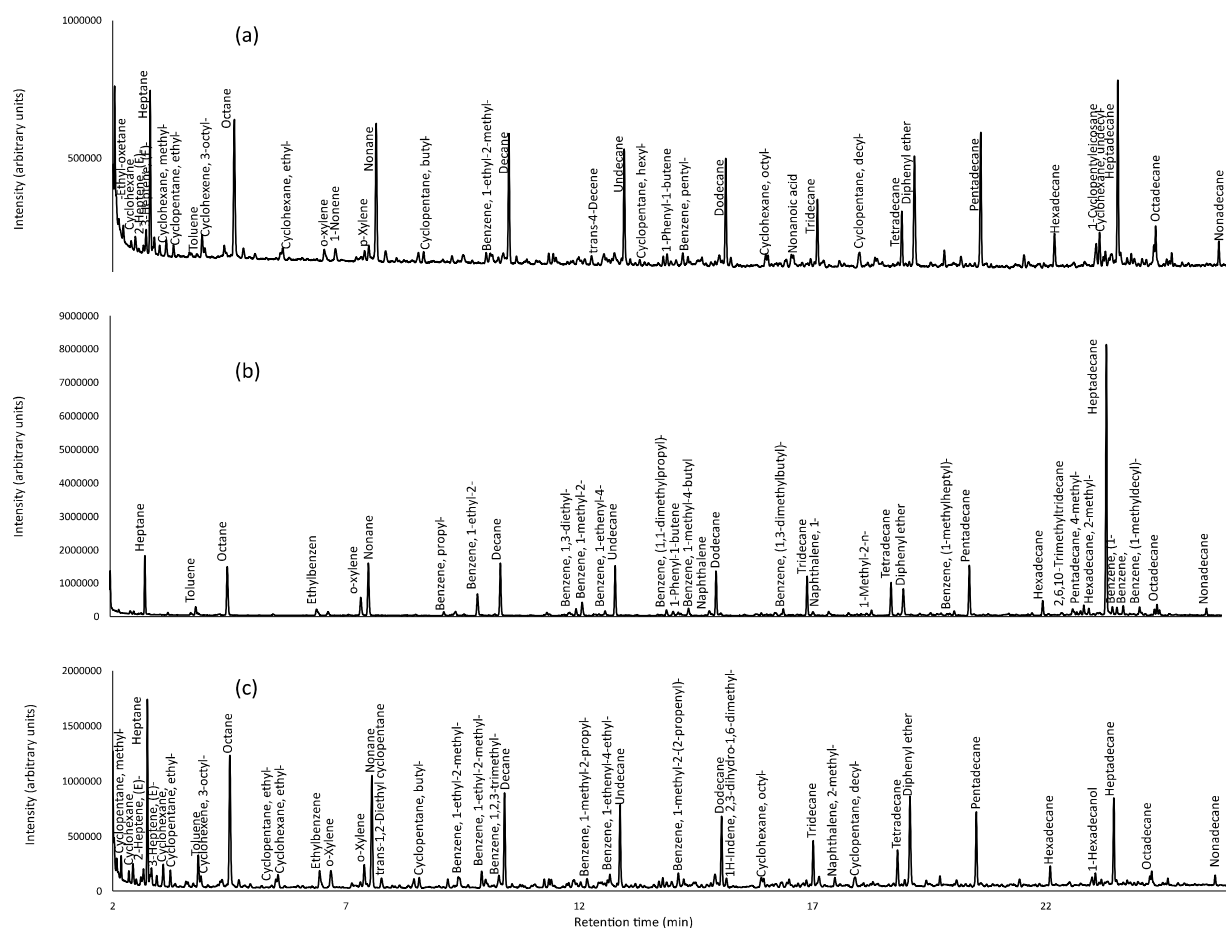 1000000
(a)
Intensity (arbitrary units)
500000
-Ethyl-oxetane
Cyclohexane
2-Heptene, (E)-
3-Heptene, (E)-
Heptane
Cyclohexane, methyl-
Cyclopentane, ethyl-
Toluene
Cyclohexene, 3-octyl-
Octane
Cyclohexane, ethyl-
o-xylene
1-Nonen
p-Xylene
Nonane
Cyclopentane, butyl-
Benzene, 1-ethyl-2-methyl-
Decane
trans-4-Decene
Undecane
Cyclopentane, hexyl-
1-Phenyl-1-butene
Benzene, pentyl-
Dodecane
Cyclohexane, octyl-
Nonanoic acid
Tridecane
Cyclopentane, decyl-
Tetradecane
Diphenyl ether
Pentadecane
Hexadecane
1-Cyclopentyleicosane
Cyclohexane, undecyl-
Heptadecane
Octadecane
Nonadecane
9000000
8000000
7000000
6000000
5000000
4000000
3000000
2000000
1000000
0
(b)
Intensity (arbitrary units)
Heptane
Toluene
Octane
Ethylbenzen
o-xylene
Nonane
Benzene, propyl-
Benzene, 1-ethyl-2-
Decane
Benzene, 1,3-diethyl-
Benzene, 1-methyl-2-
Benzene, 1-ethenyl-4-
Undecane
Benzene, (1,1-dimethylpropyl)-
1-Phenyl-1-butene
Benzene, 1-methyl-4-butyl
Naphthalene
Dodecane
Benzene, (1,3-dimethylbutyl)-
Tridecane
Naphthalene, 1-
1-Methyl-2-n-
Tetradecane
Diphenyl ether
Benzene, (1-methylheptyl)-
Pentadecane
Hexadecane
2,6,10-Trimethyltridecane
Pentadecane, 4-methyl-
Hexadecane, 2-methyl-
Heptadecane
Benzene, (1-
Benzene,
Benzene, (1-methyldecyl)-
Octadecane
Nonadecane
2000000
1500000
1000000
500000
0
(c)
Intensity (arbitrary units)
Cyclopentane, methyl-
Cyclohexane
2-Heptene, (E)-
Heptane
3-Heptene, (E)-
Cyclohexane,
Cyclopentane, ethyl-
Toluene
Cyclohexene, 3-octyl-
Octane
Cyclopentane, ethyl-
Cyclohexane, ethyl-
Ethylbenzene
o-Xylene
o-Xylene
Nonane
trans-1,2-Diethyl cyclopentane
Cyclopentane, butyl-
Benzene, 1-ethyl-2-methyl-
Benzene, 1-ethyl-2-methyl-
Benzene, 1,2,3-trimethyl-
Decane
Benzene, 1-methyl-2-propyl-
Benzene, 1-ethenyl-4-ethyl-
Undecane
Benzene, 1-methyl-2-(2-propenyl)-
Dodecane
1H-Indene, 2,3-dihydro-1,6-dimethyl-
Cyclohexane, octyl-
Tridecane
Naphthalene, 2-methyl-
Cyclopentane, decyl-
Tetradecane
Diphenyl ether
Pentadecane
Hexadecane
1-Hexadecanol
Heptadecane
Octadecane
Nonadecane
2 7 12 17 22
Retention time (min)